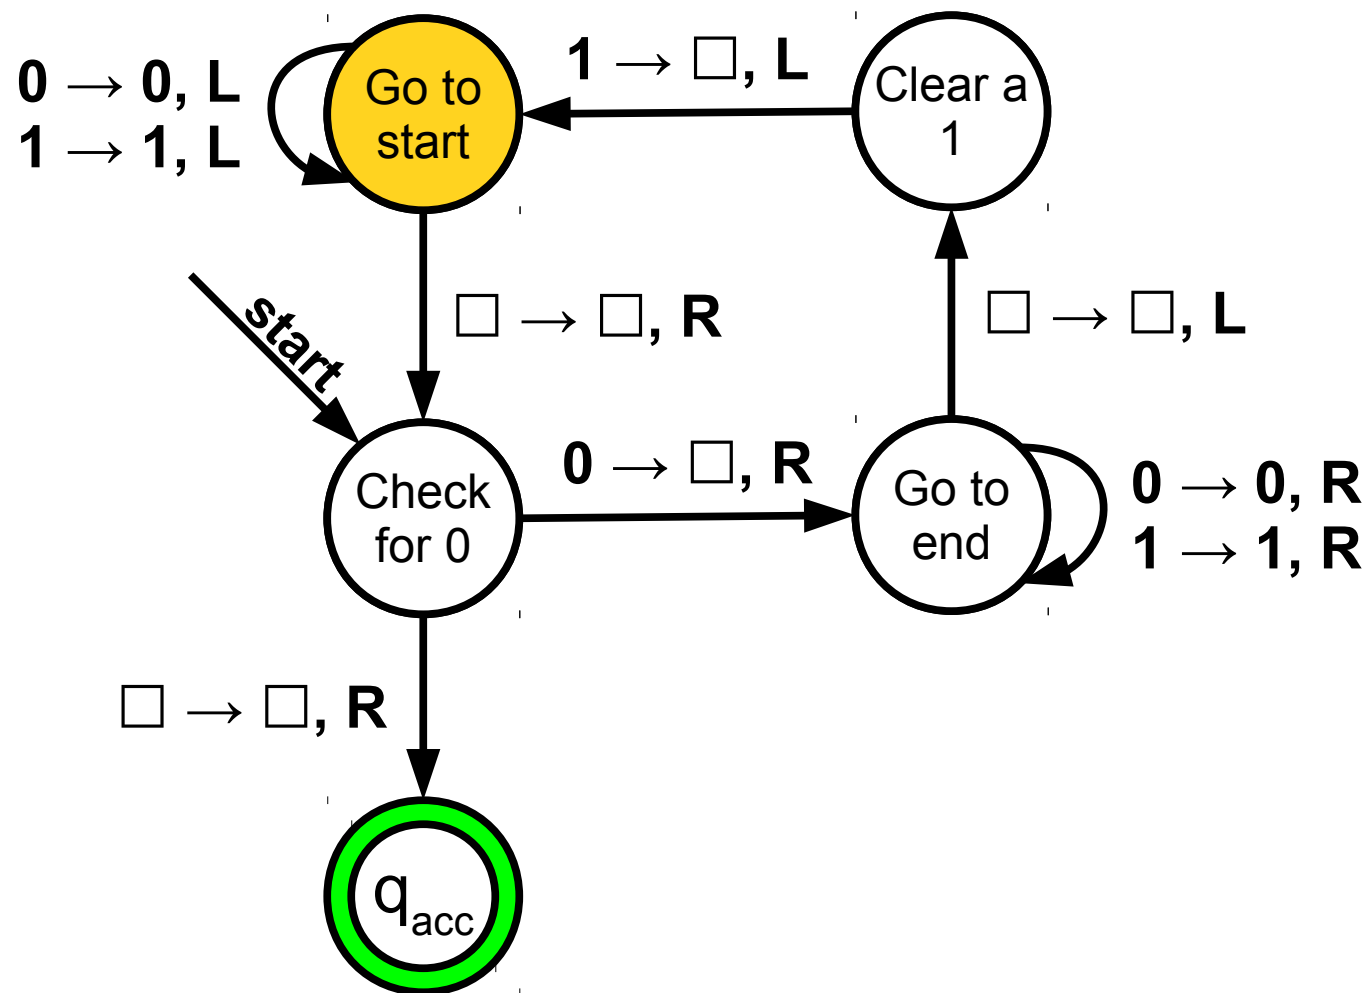 0 → 0, L
1 → 1, L
Go to
start
1 → □, L
Clear a
1
□ → □, R
start
□ → □, L
Check
for 0
0 → □, R
Go to
end
0 → 0, R
1 → 1, R
□ → □, R
qacc